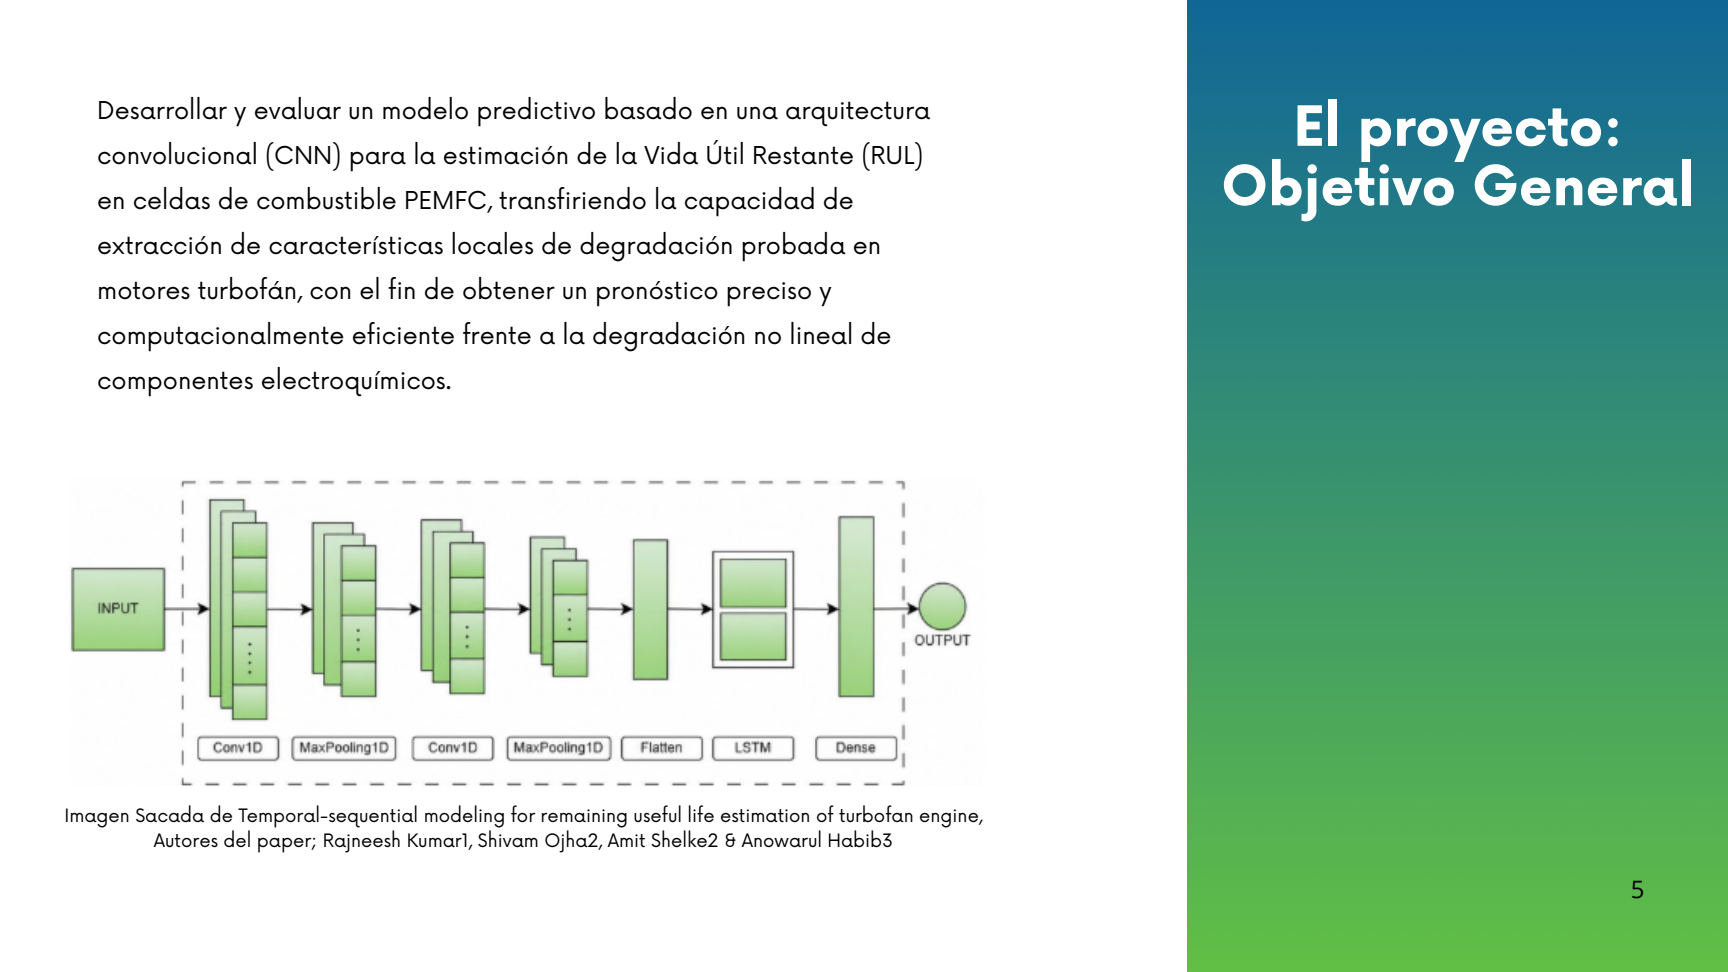 Desarrollar y evaluar un modelo predictivo basado en una arquitectura
convolucional (CNN) para la estimación de la Vida Útil Restante (RUL)
en celdas de combustible PEMFC, transfiriendo la capacidad de
extracción de características locales de degradación probada en
motores turbofán, con el fin de obtener un pronóstico preciso y
computacionalmente eficiente frente a la degradación no lineal de
componentes electroquímicos.
El proyecto:
Objetivo General
INPUT
OUTPUT
Conv1D
MaxPooling1D
Conv1D
MaxPooling1D
Flatten
LSTM
Dense
Imagen Sacada de Temporal-sequential modeling for remaining useful life estimation of turbofan engine,
Autores del paper; Rajneesh Kumar1, Shivam Ojha2, Amit Shelke2 & Anowarul Habib3
5